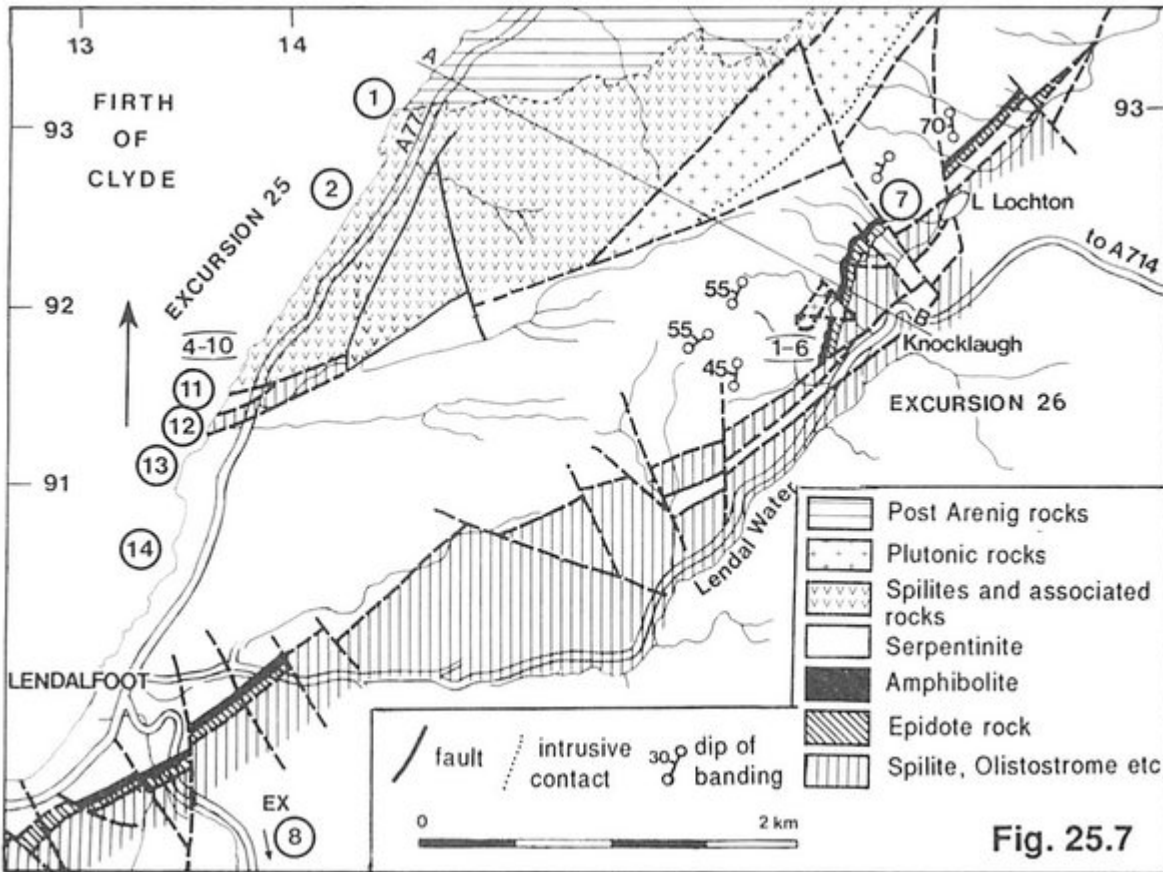 13
14
A
FIRTH
OF
CLYDE
93
1
A77
2
EXCURSION 25
92
4-10
11
12
13
91
14
70
93
7
L Lochton
to A714
55
55
45
1-6
B
Knocklaugh
EXCURSION 26
Lendal Water
LENDALFOOT
EX
8
fault
intrusive
contact
30
dip of
banding
0
2 km
Post Arenig rocks
Plutonic rocks
Spilites and associated
rocks
Serpentinite
Amphibolite
Epidote rock
Spilite, Olistostrome etc
Fig. 25.7